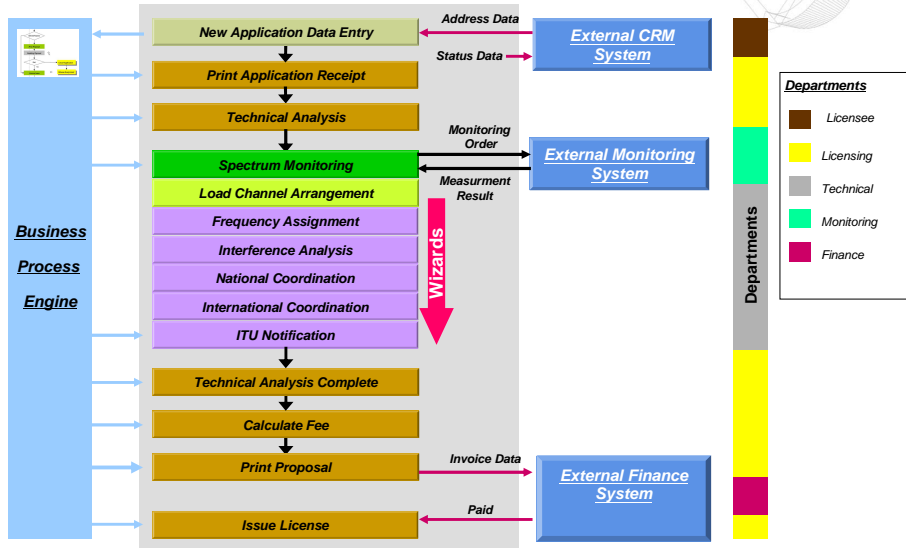 New Application Data Entry
Address Data
External CRM
System
Status Data
Print Application Receipt
Technical Analysis
Monitoring
Order
Spectrum Monitoring
External Monitoring
System
Measurment
Result
Load Channel Arrangement
Frequency Assignment
Interference Analysis
National Coordination
International Coordination
ITU Notification
Wizards
Business
Process
Engine
Technical Analysis Complete
Calculate Fee
Print Proposal
Invoice Data
External Finance
System
Paid
Issue License
Departments
Departments
Licensee
Licensing
Technical
Monitoring
Finance